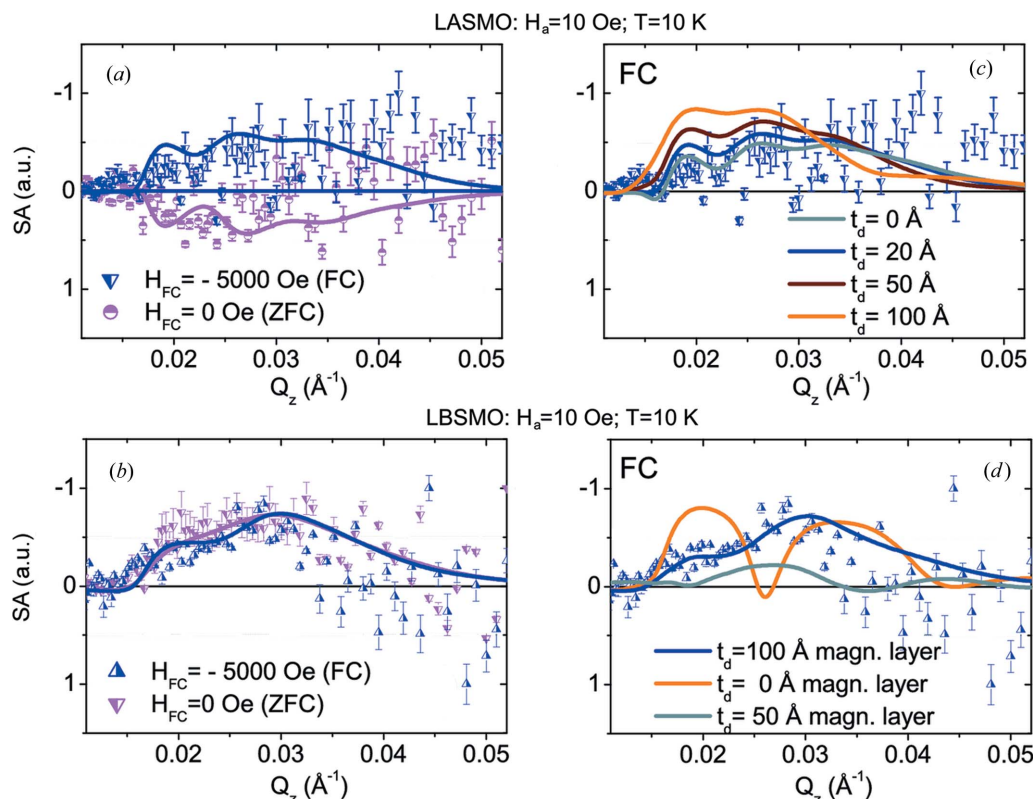 LASMO: Hₐ=10 Oe; T=10 K
(a)
-1
0
1
SA (a.u.)
H_FC= - 5000 Oe (FC)
H_FC= 0 Oe (ZFC)
0.02 0.03 0.04 0.05
Q_z (Å⁻¹)
FC
(c)
-1
0
1
t_d= 0 Å
t_d= 20 Å
t_d= 50 Å
t_d= 100 Å
0.02 0.03 0.04 0.05
Q_z (Å⁻¹)
LBSMO: Hₐ=10 Oe; T=10 K
(b)
-1
0
1
SA (a.u.)
H_FC= - 5000 Oe (FC)
H_FC=0 Oe (ZFC)
0.02 0.03 0.04 0.05
Q_z (Å⁻¹)
FC
(d)
-1
0
1
t_d=100 Å magn. layer
t_d= 0 Å magn. layer
t_d= 50 Å magn. layer
0.02 0.03 0.04 0.05
Q_z (Å⁻¹)